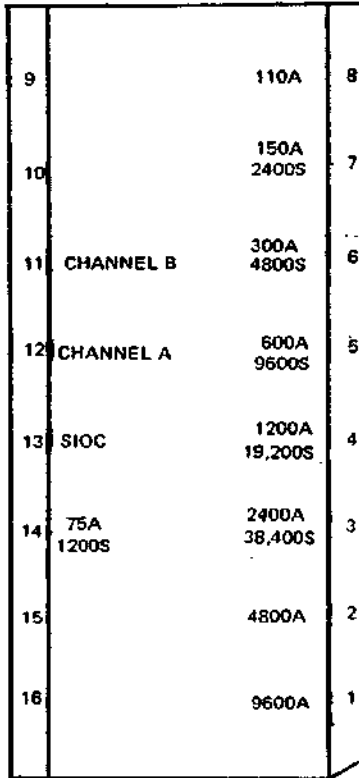 9 110A 8
150A
10 2400S 7
300A
11 CHANNEL B 4800S 6
12 CHANNEL A 600A 5
9600S
13 SIOC 1200A 4
19,200S
14 75A 2400A 3
1200S 38,400S
15 4800A 2
16 9600A 1